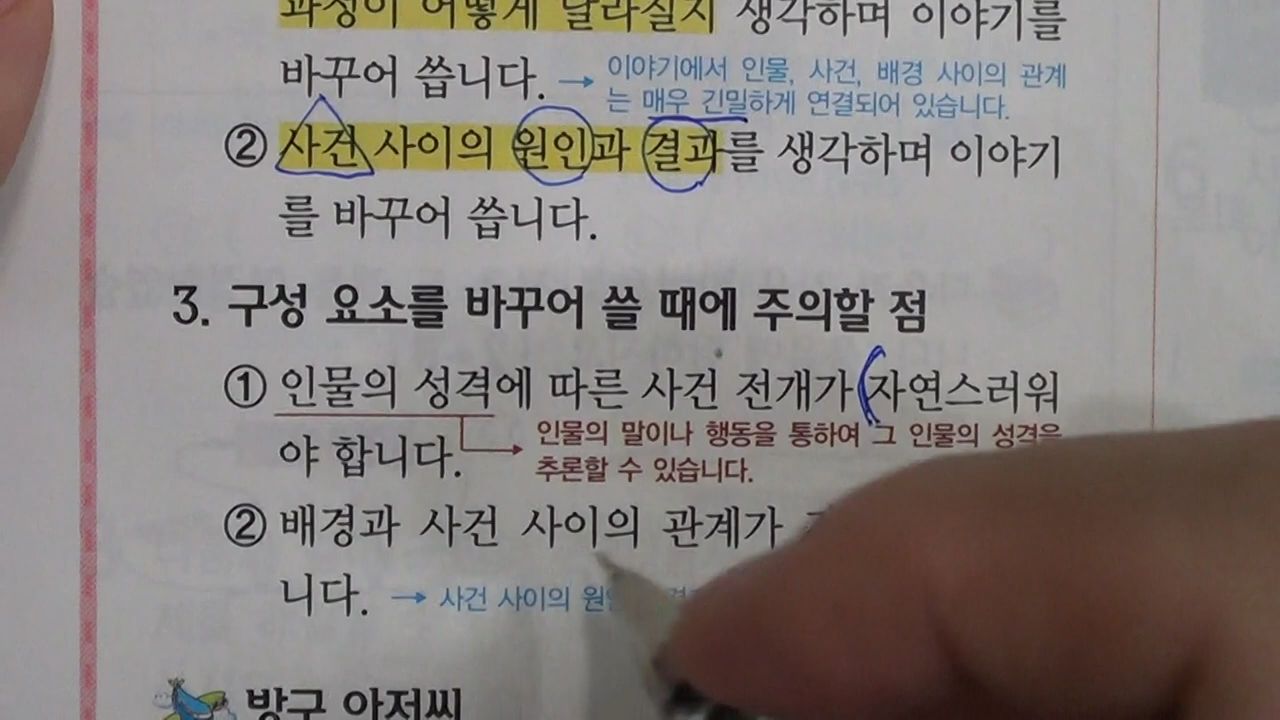 과정이 어떻게 달라질지 생각하며 이야기를
바꾸어 씁니다. → 이야기에서 인물, 사건, 배경 사이의 관계
는 매우 긴밀하게 연결되어 있습니다.
② 사건 사이의 원인과 결과를 생각하며 이야기
를 바꾸어 씁니다.
3. 구성 요소를 바꾸어 쓸 때에 주의할 점
① 인물의 성격에 따른 사건 전개가 자연스러워
야 합니다. 인물의 말이나 행동을 통하여 그 인물의 성격을
추론할 수 있습니다.
② 배경과 사건 사이의 관계가
니다. → 사건 사이의
방구 아저씨